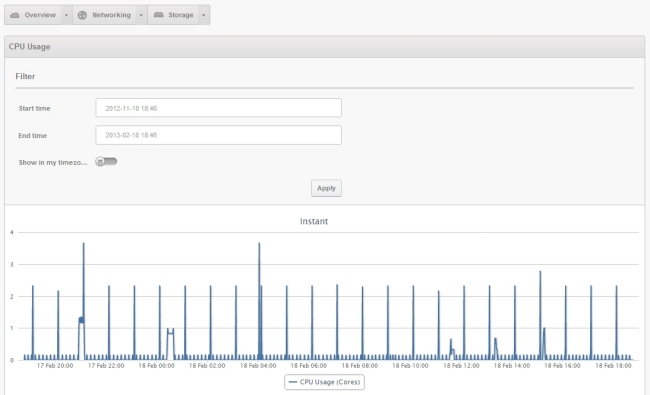 Overview Networking Storage
CPU Usage
Filter
Start time 2012-11-18 18:46
End time 2013-02-18 18:46
Show in my timezo...
Apply
Instant
4
3
2
1
0
17 Feb 20:00 17 Feb 22:00 18 Feb 00:00 18 Feb 02:00 18 Feb 04:00 18 Feb 06:00 18 Feb 08:00 18 Feb 10:00 18 Feb 12:00 18 Feb 14:00 18 Feb 16:00 18 Feb 18:00
CPU Usage (Cores)